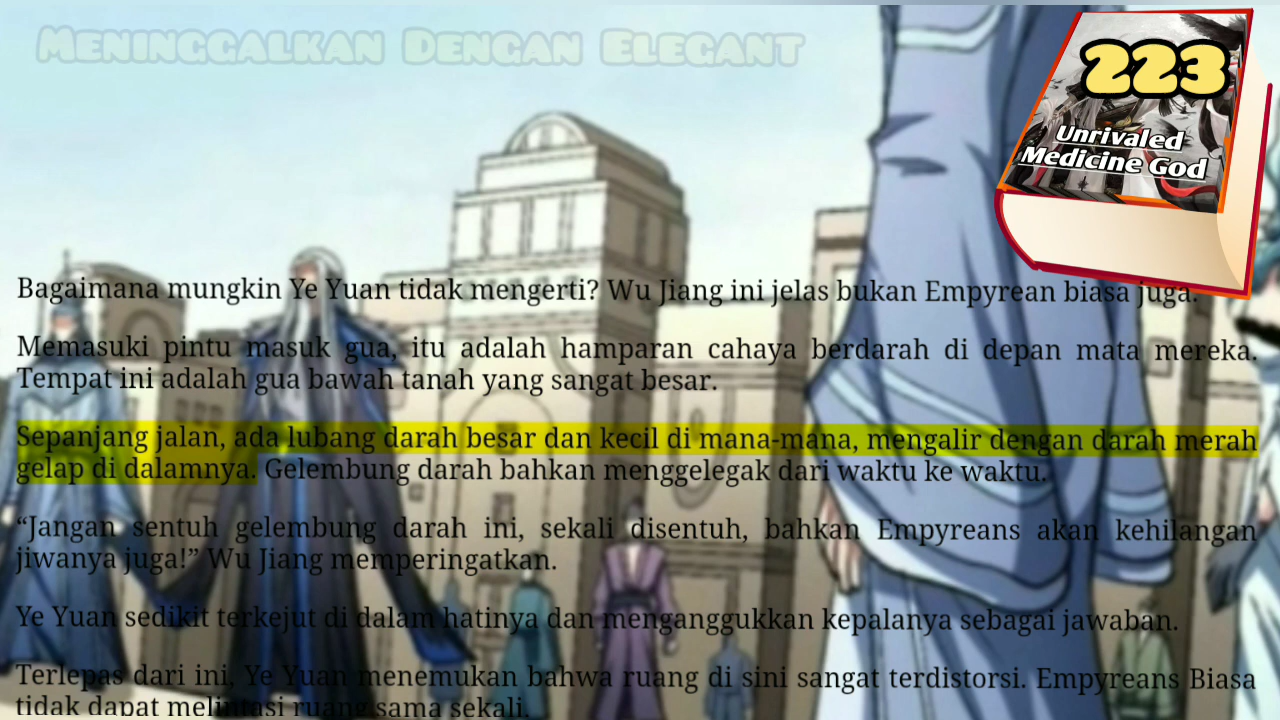 Meninggalkan Dengan Elegant
223
Unrivaled
Medicine God
Bagaimana mungkin Ye Yuan tidak mengerti? Wu Jiang ini jelas bukan Empyrean biasa juga.
Memasuki pintu masuk gua, itu adalah hamparan cahaya berdarah di depan mata mereka.
Tempat ini adalah gua bawah tanah yang sangat besar.
Sepanjang jalan, ada lubang darah besar dan kecil di mana-mana, mengalir dengan darah merah
gelap di dalamnya. Gelembung darah bahkan menggelegak dari waktu ke waktu.
“Jangan sentuh gelembung darah ini, sekali disentuh, bahkan Empyreans akan kehilangan
jiwanya juga!” Wu Jiang memperingatkan.
Ye Yuan sedikit terkejut di dalam hatinya dan menganggukkan kepalanya sebagai jawaban.
Terlepas dari ini, Ye Yuan menemukan bahwa ruang di sini sangat terdistorsi. Empyreans Biasa
tidak dapat melintasi ruang sama sekali.